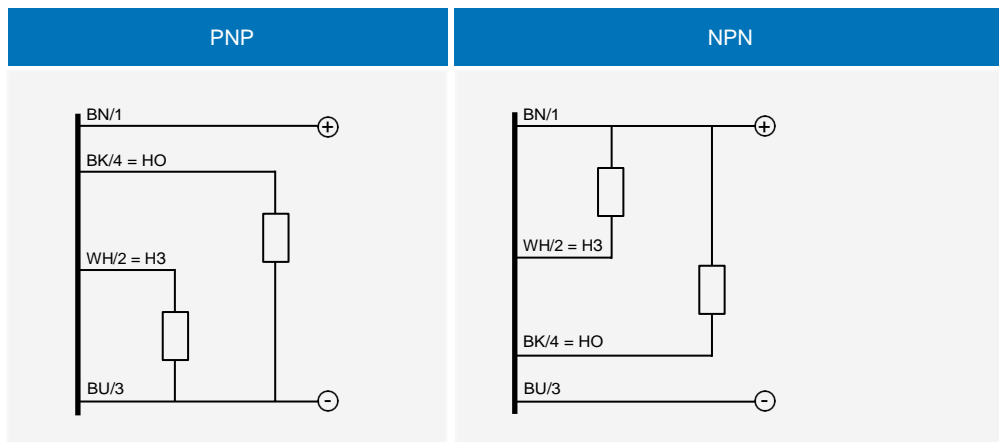 PNP
BN/1
+
BK/4 = HO
WH/2 = H3
BU/3
-
NPN
BN/1
+
WH/2 = H3
BK/4 = HO
BU/3
-